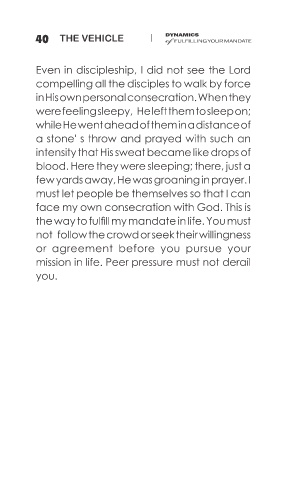 40 THE VEHICLE | DYNAMICS
of FULFILLING YOUR MANDATE
Even in discipleship, I did not see the Lord
compelling all the disciples to walk by force
in His own personal consecration. When they
were feeling sleepy, He left them to sleep on;
while He went ahead of them in a distance of
a stone' s throw and prayed with such an
intensity that His sweat became like drops of
blood. Here they were sleeping; there, just a
few yards away, He was groaning in prayer. I
must let people be themselves so that I can
face my own consecration with God. This is
the way to fulfill my mandate in life. You must
not follow the crowd or seek their willingness
or agreement before you pursue your
mission in life. Peer pressure must not derail
you.